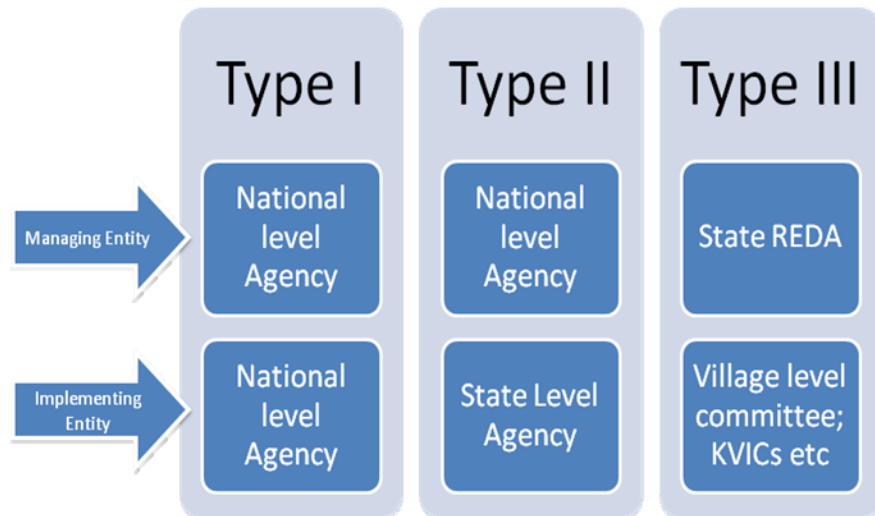 Type I
Type II
Type III
Managing Entity
National
level
Agency
National
level
Agency
State REDA
Implementing
Entity
National
level
Agency
State Level
Agency
Village level
committee;
KVICs etc